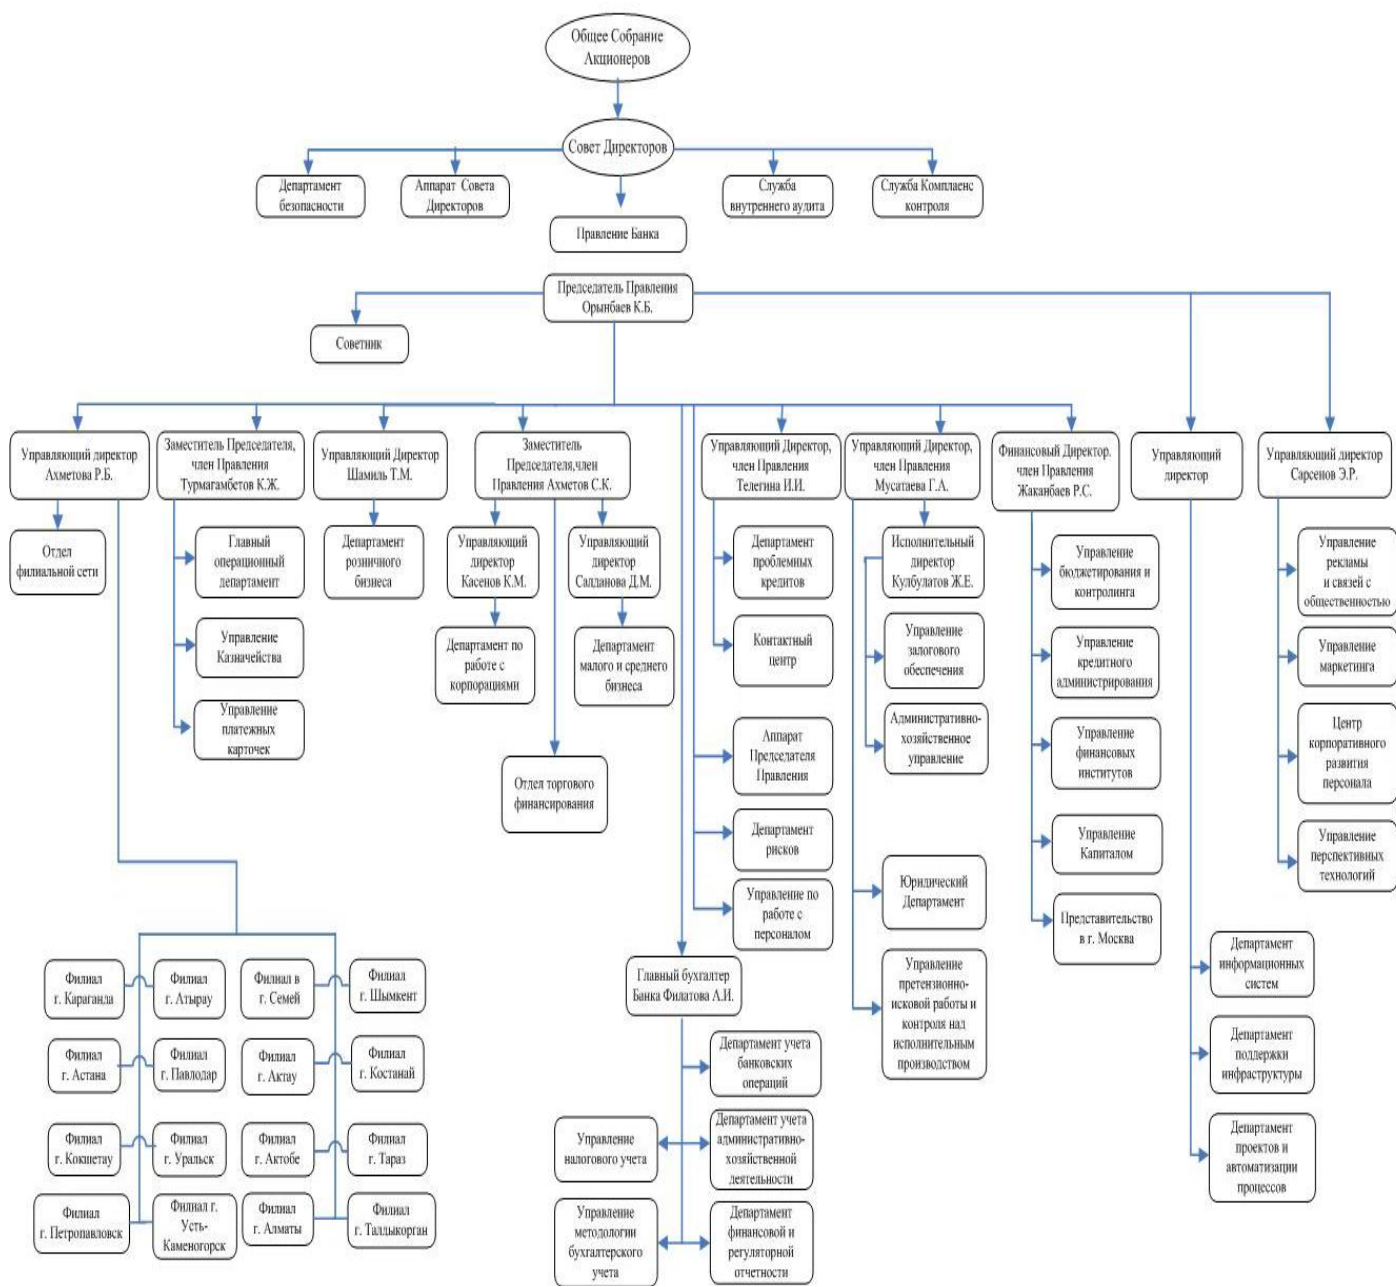 Общее Собрание
Акционеров
Совет Директоров
Департамент
безопасности
Аппарат Совета
Директоров
Служба
внутреннего аудита
Служба Комплаенс
контроля
Правление Банка
Председатель Правления
Орынбаев К.Б.
Советник
Управляющий директор
Ахметова Р.Б.
Заместитель Председателя,
член Правления
Турмагамбетов К.Ж.
Управляющий Директор
Шамиль Т.М.
Заместитель
Председателя,член
Правления Ахметов С.К.
Управляющий Директор,
член Правления
Телегина И.И.
Управляющий Директор,
член Правления
Мусатаева Г.А.
Финансовый Директор.
член Правления
Жаканбаев Р.С.
Управляющий
директор
Управляющий директор
Сарсенов Э.Р.
Отдел
филиальной сети
Главный
операционный
департамент
Управление
Казначейства
Управление
платежных
карточек
Департамент
розничного
бизнеса
Управляющий
директор
Касенов К.М.
Управляющий
директор
Салданова Д.М.
Департамент по
работе с
корпорациями
Департамент
малого и среднего
бизнеса
Отдел торгового
финансирования
Департамент
проблемных
кредитов
Контактный
центр
Аппарат
Председателя
Правления
Департамент
рисков
Управление по
работе с
персоналом
Исполнительный
директор
Кулбулатов Ж.Е.
Управление
залогового
обеспечения
Административно-
хозяйственное
управление
Юридический
Департамент
Управление
претензионно-
исковой работы и
контроля над
исполнительным
производством
Управление
бюджетирования и
контролинга
Управление
кредитного
администрирования
Управление
финансовых
институтов
Управление
Капиталом
Представительство
в г. Москва
Управление
рекламы
и связей с
общественностью
Управление
маркетинга
Центр
корпоративного
развития
персонала
Управление
перспективных
технологий
Департамент
информационных
систем
Департамент
поддержки
инфраструктуры
Департамент
проектов и
автоматизации
процессов
Главный бухгалтер
Банка Филатова А.И.
Департамент учета
банковских
операций
Управление
налогового учета
Департамент учета
административно-
хозяйственной
деятельности
Управление
методологии
бухгалтерского
учета
Департамент
финансовой и
регуляторной
отчетности
Филиал
г. Караганда
Филиал
г. Атырау
Филиал в
г. Семей
Филиал
г. Шымкент
Филиал
г. Астана
Филиал
г. Павлодар
Филиал
г. Актау
Филиал
г. Костанай
Филиал
г. Кокшетау
Филиал
г. Уральск
Филиал
г. Актобе
Филиал
г. Тараз
Филиал
г. Петропавловск
Филиал г.
Усть-
Каменогорск
Филиал
г. Алматы
Филиал
г. Талдыкорган